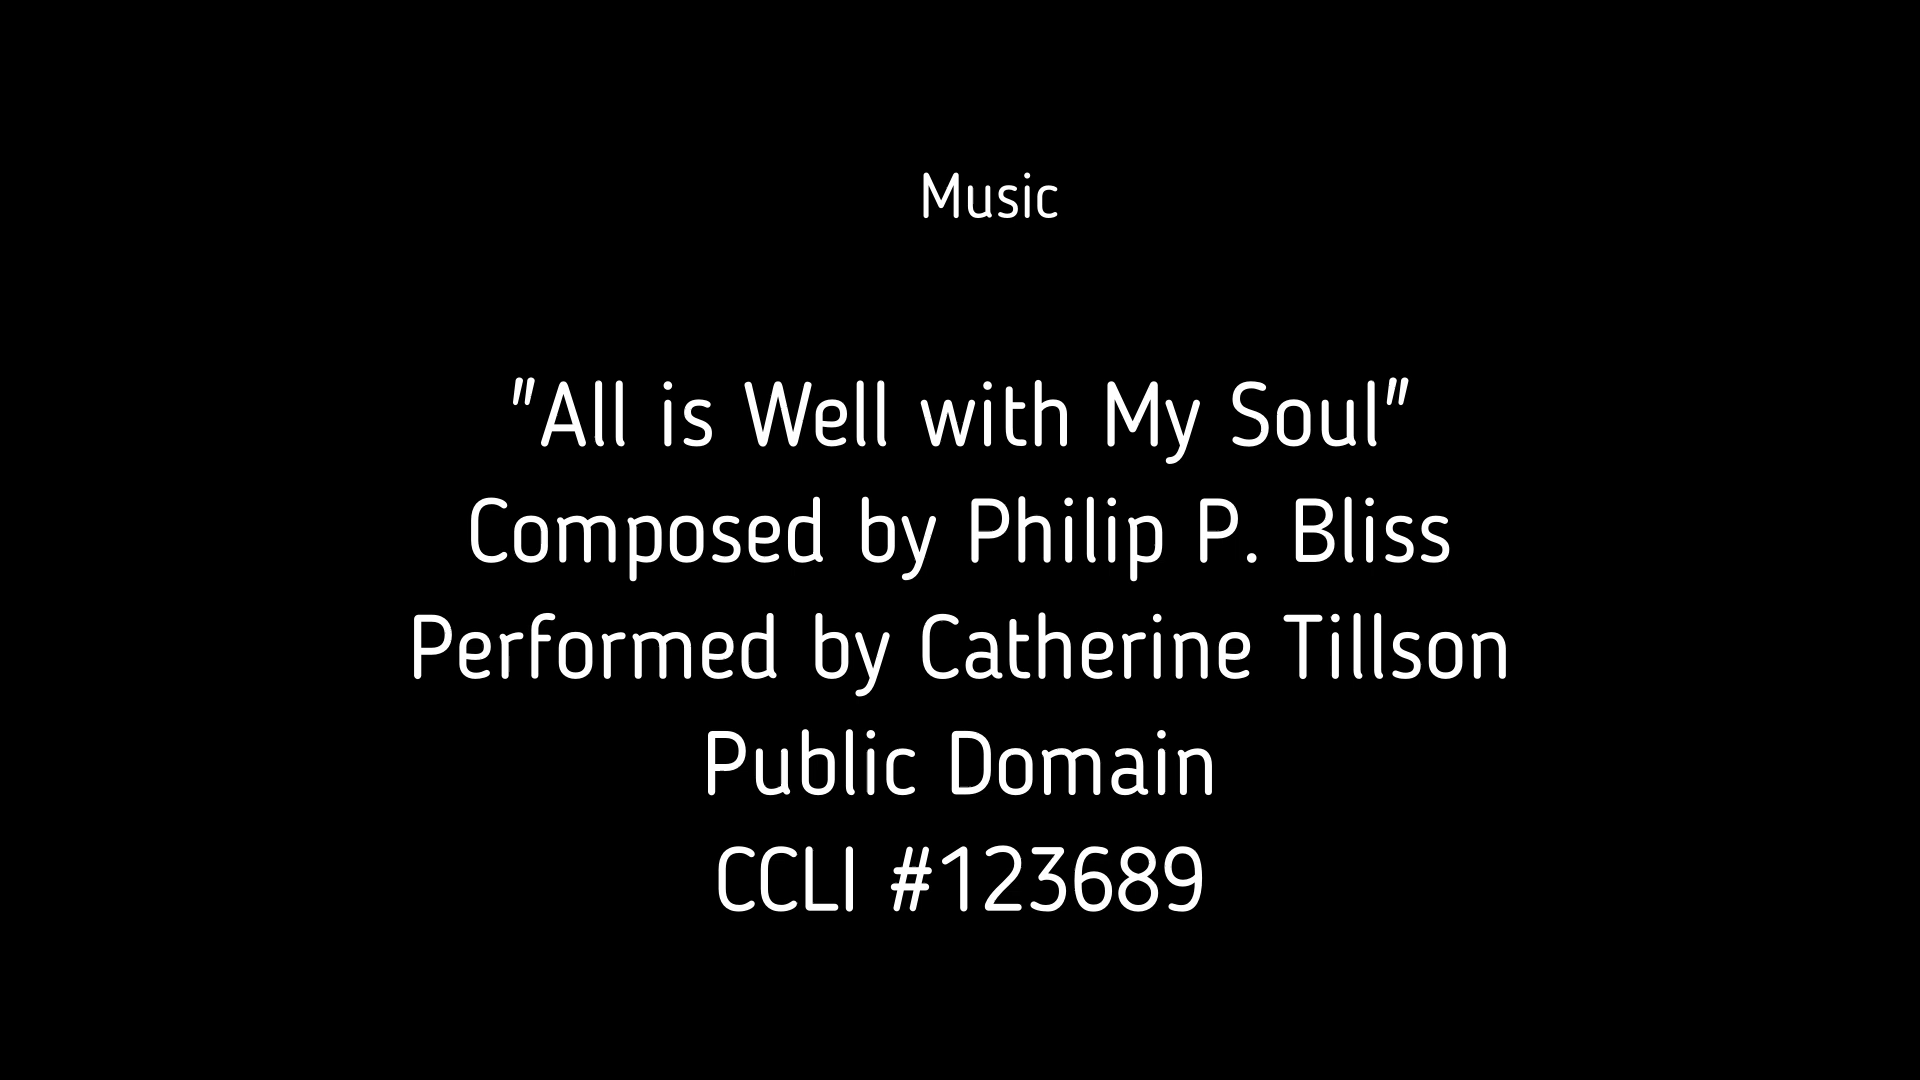 Music
"All is Well with My Soul"
Composed by Philip P. Bliss
Performed by Catherine Tillson
Public Domain
CCLI #123689